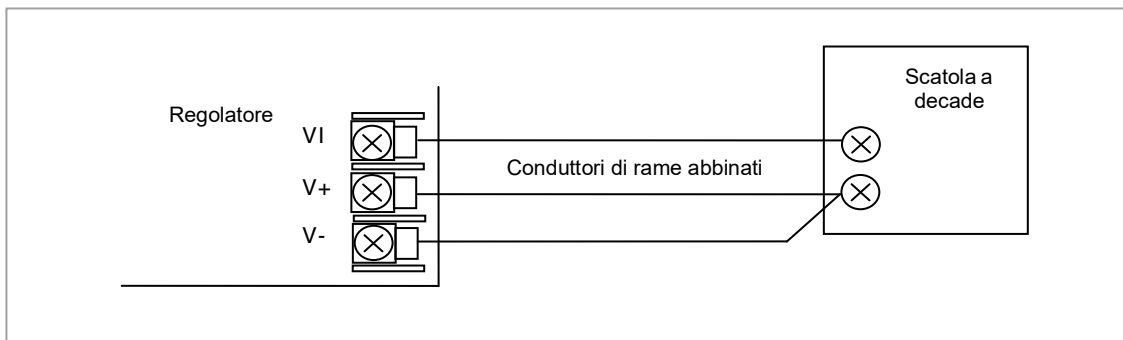 Regolatore
VI
V+
V-
Conduttori di rame abbinati
Scatola a
decade